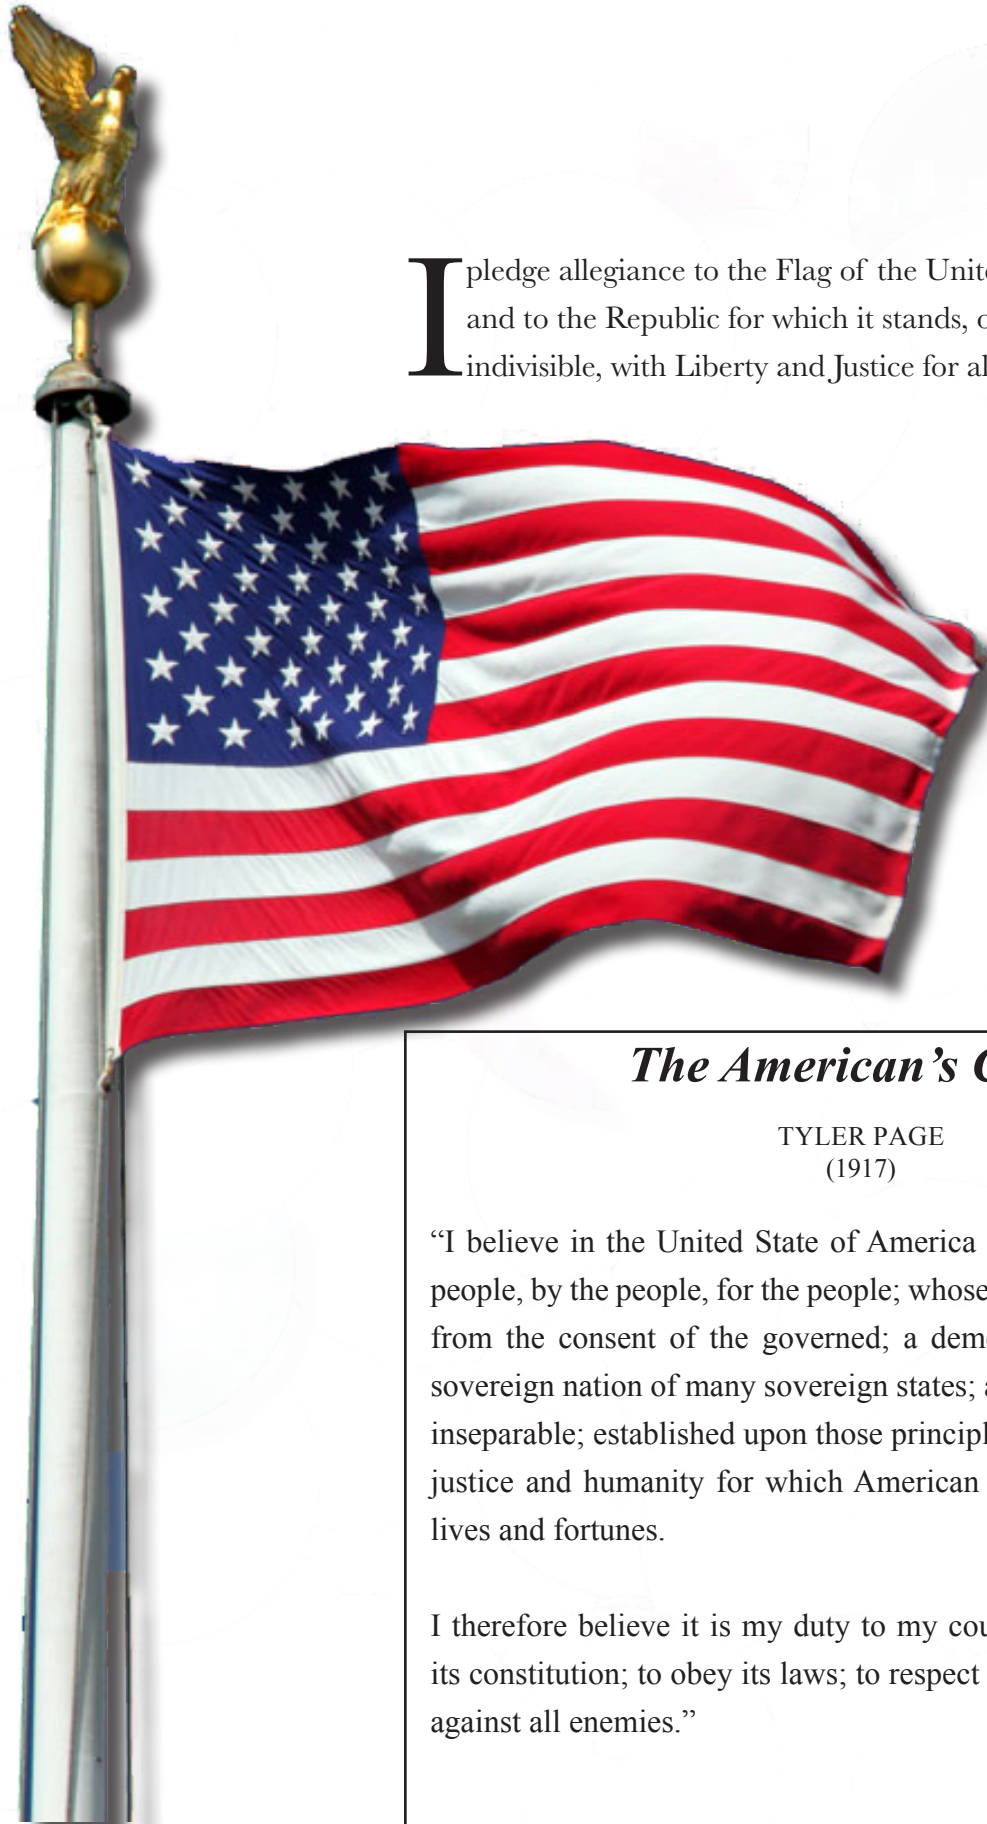 I pledge allegiance to the Flag of the Unite
and to the Republic for which it stands, o
indivisible, with Liberty and Justice for al
The American’s C
TYLER PAGE
(1917)
“I believe in the United State of America
people, by the people, for the people; whose
from the consent of the governed; a dem
sovereign nation of many sovereign states; a
inseparable; established upon those principl
justice and humanity for which American
lives and fortunes.
I therefore believe it is my duty to my cou
its constitution; to obey its laws; to respect
against all enemies.”